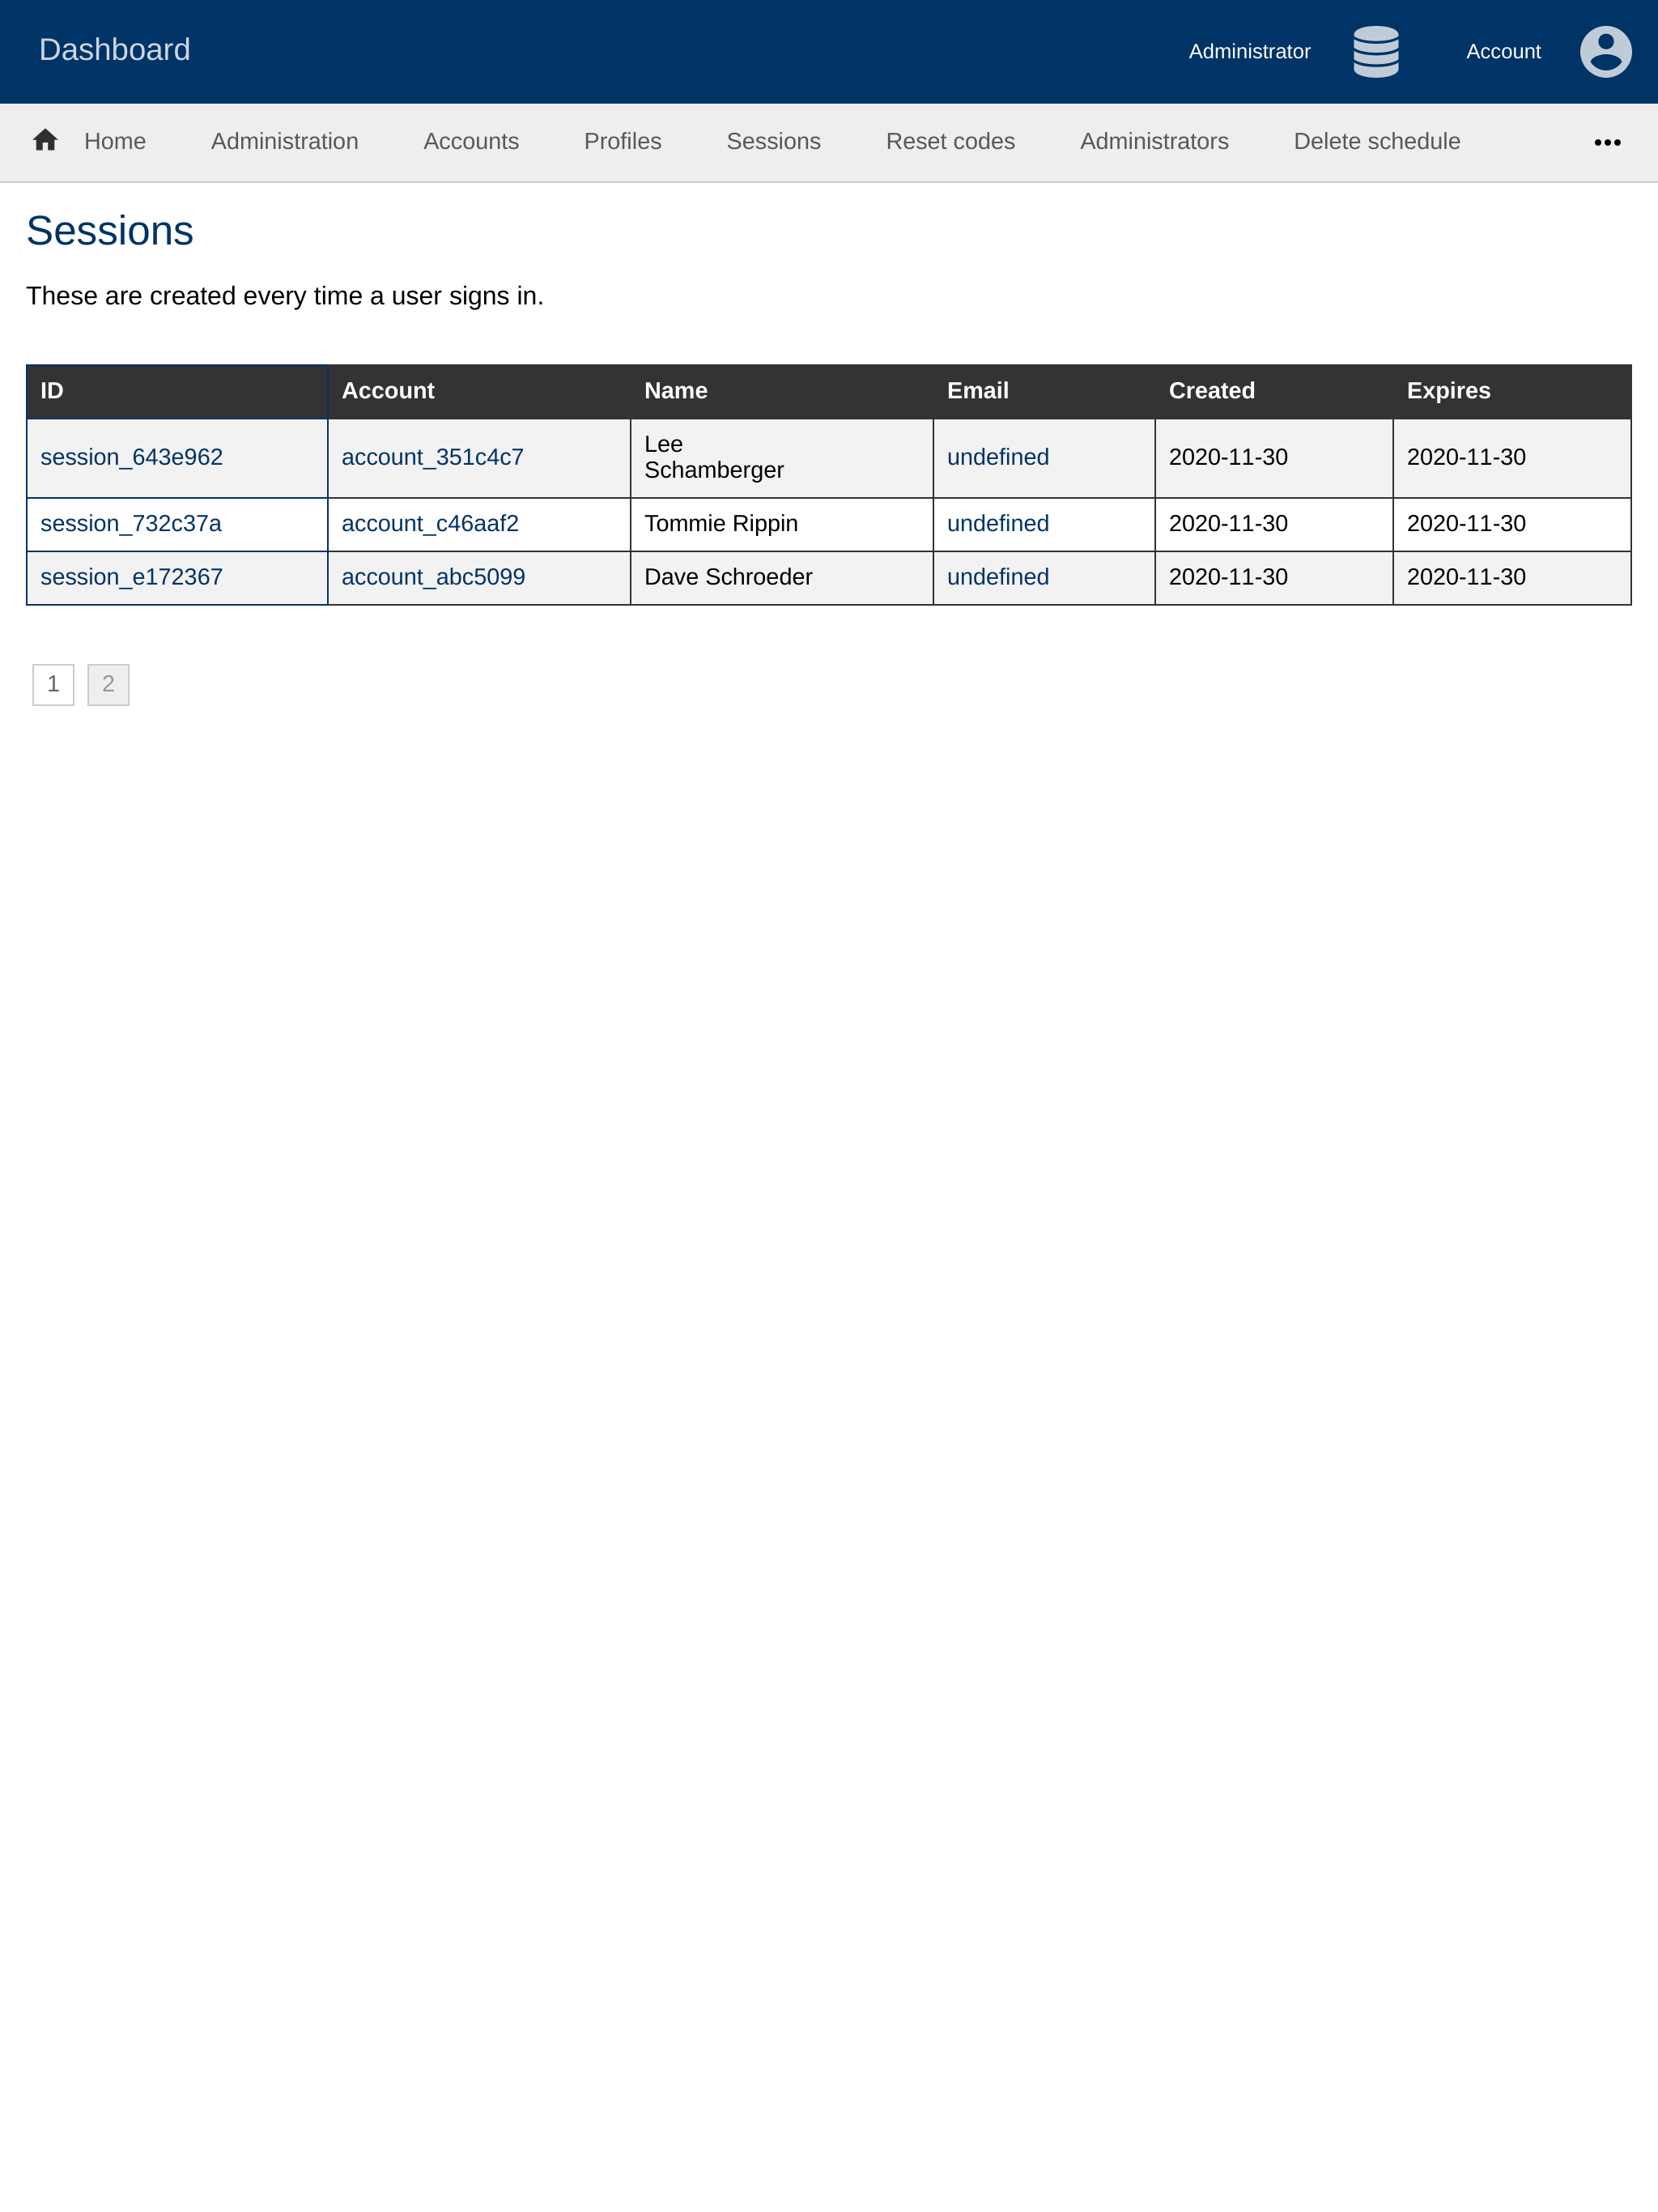 Dashboard
Administrator
Account
Home Administration Accounts Profiles Sessions Reset codes Administrators Delete schedule
Sessions
These are created every time a user signs in.
ID Account Name Email Created Expires
session_643e962 account_351c4c7 Lee Schamberger undefined 2020-11-30 2020-11-30
session_732c37a account_c46aaf2 Tommie Rippin undefined 2020-11-30 2020-11-30
session_e172367 account_abc5099 Dave Schroeder undefined 2020-11-30 2020-11-30
1 2